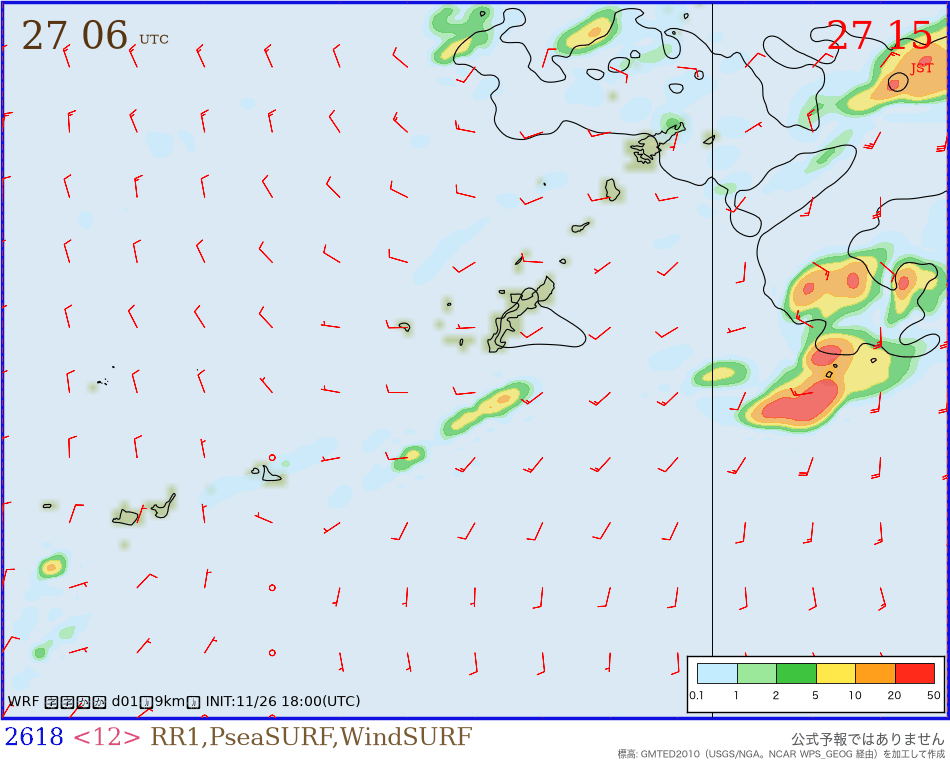 27 06 UTC
27 15
JST
WRF d01 9km INIT:11/26 18:00(UTC)
0.1 1 2 5 10 20 50
2618 <12> RR1,PseaSURF,WindSURF
公式予報ではありません
標高: GMTED2010（USGS/NGA。NCAR WPS_GEOG 経由）を加工して作成